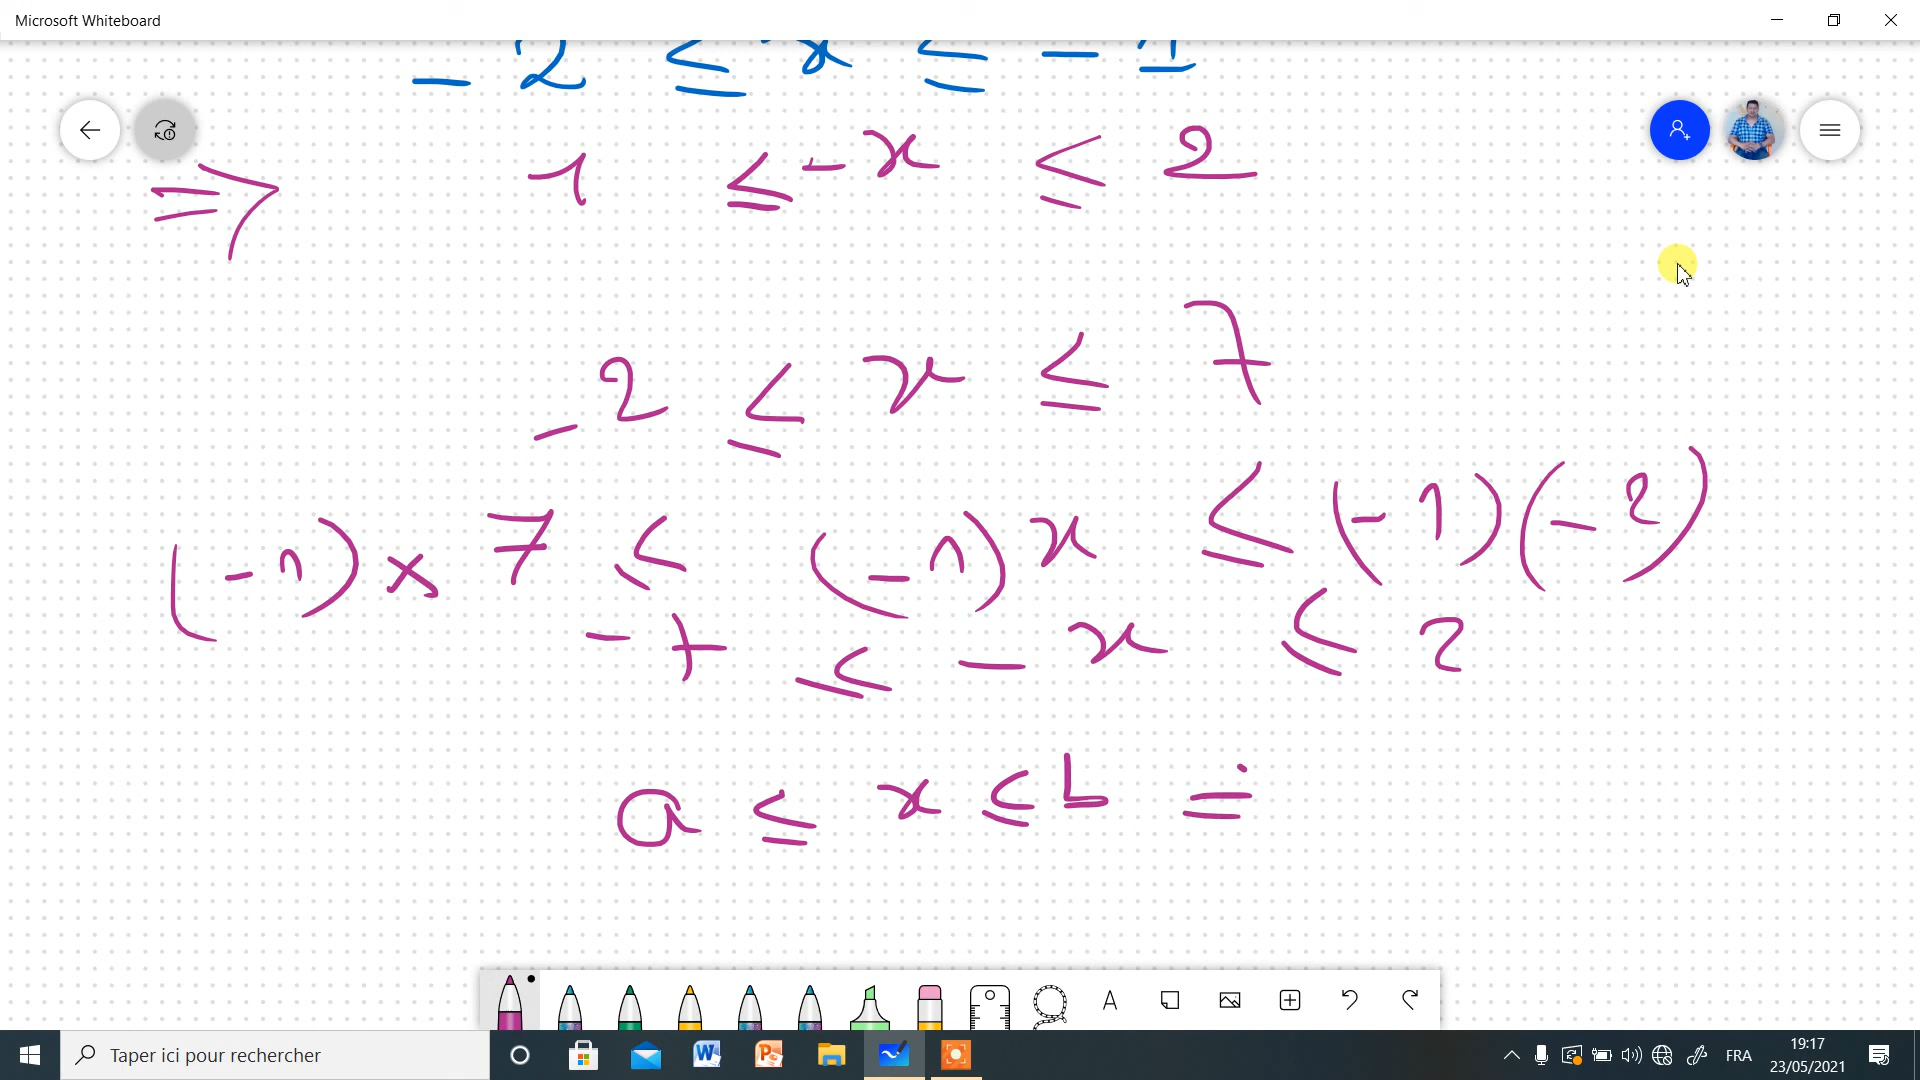 Microsoft Whiteboard
- 2 ≤ x ≤ - 1
⇒ 1 ≤ -x ≤ 2
- 2 ≤ x ≤ 7
(-1) × 7 ≤ (-1) x ≤ (-1)(-2)
- 7 ≤ - x ≤ 2
a ≤ x ≤ b =
A
Taper ici pour rechercher
FRA
19:17
23/05/2021